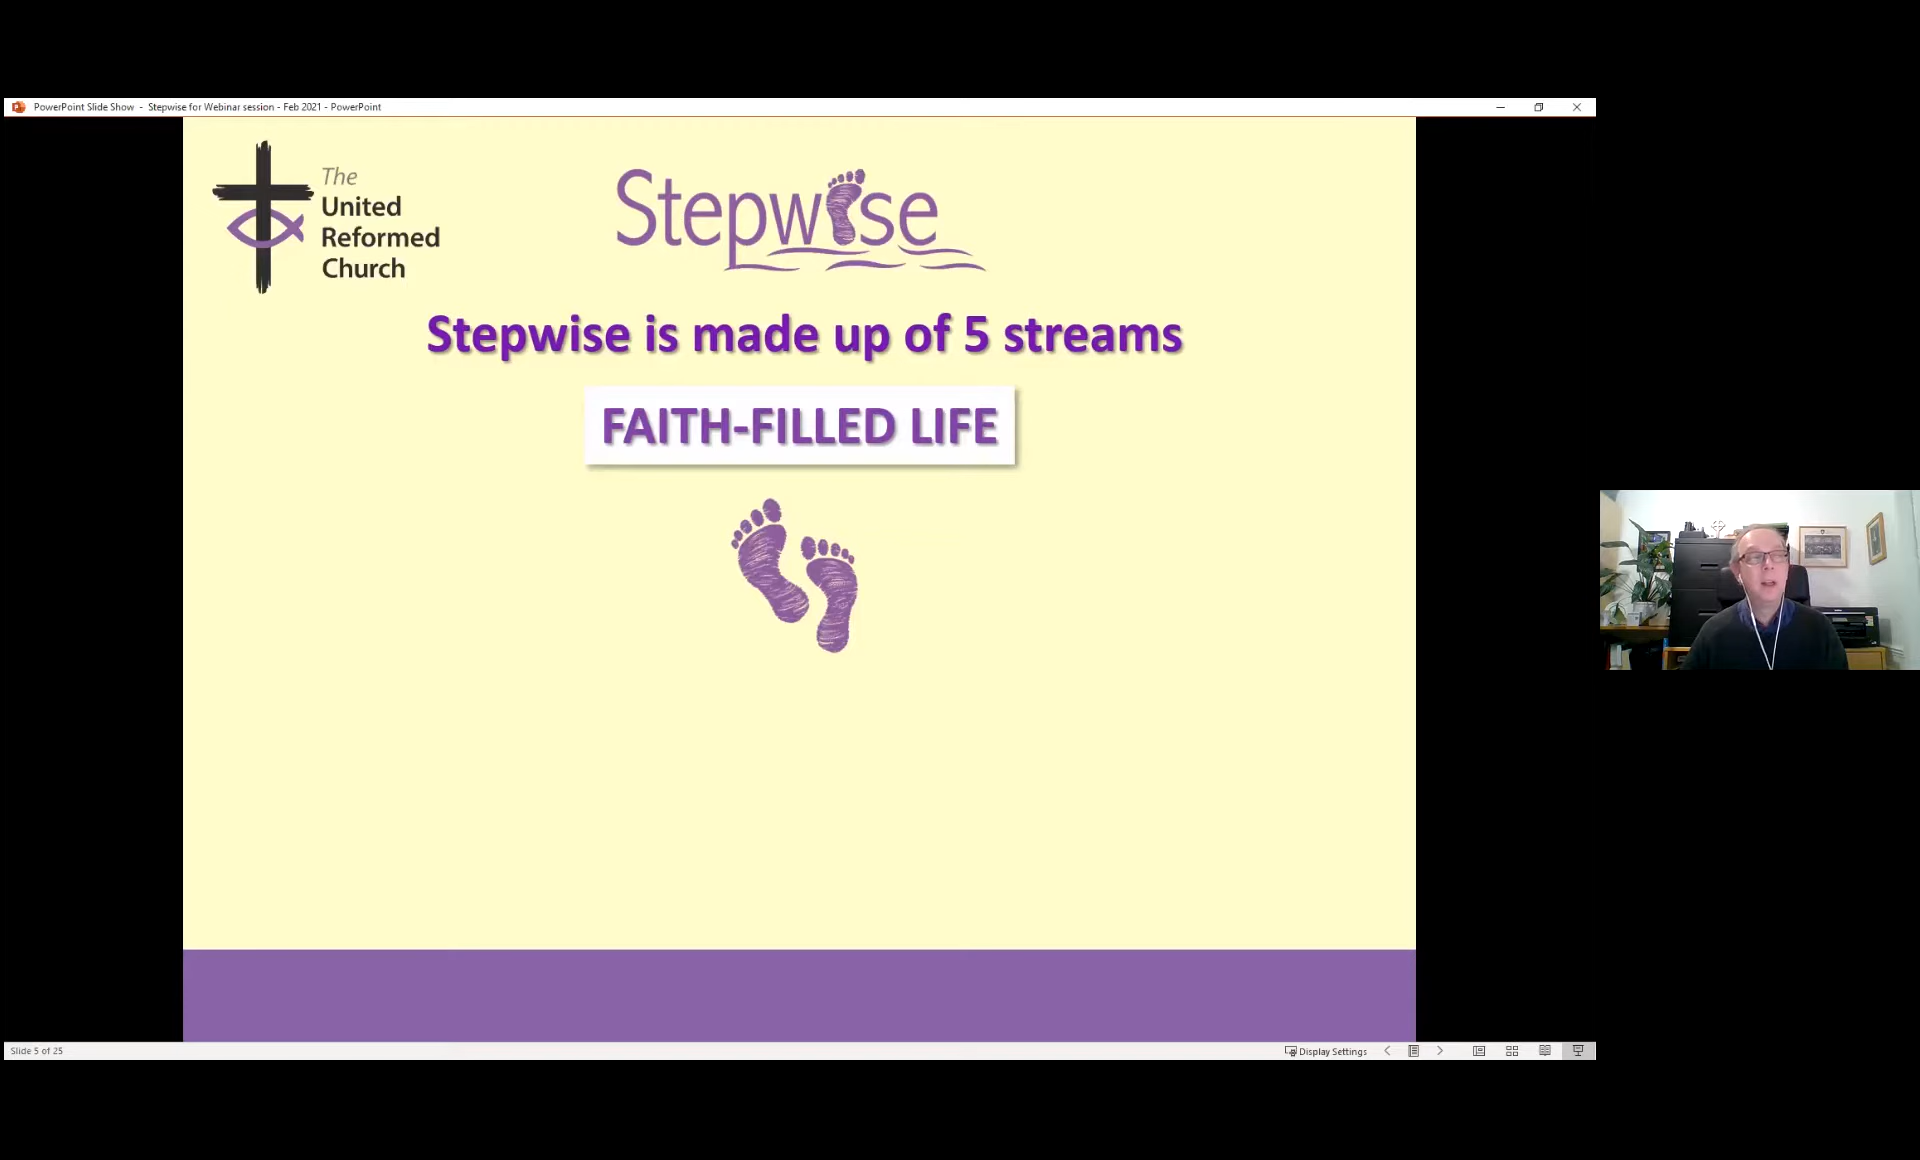 PowerPoint Slide Show - Stepwise for Webinar session - Feb 2021 - PowerPoint
The
United
Reformed
Church
Stepwise
Stepwise is made up of 5 streams
FAITH-FILLED LIFE
Slide 5 of 25
Display Settings